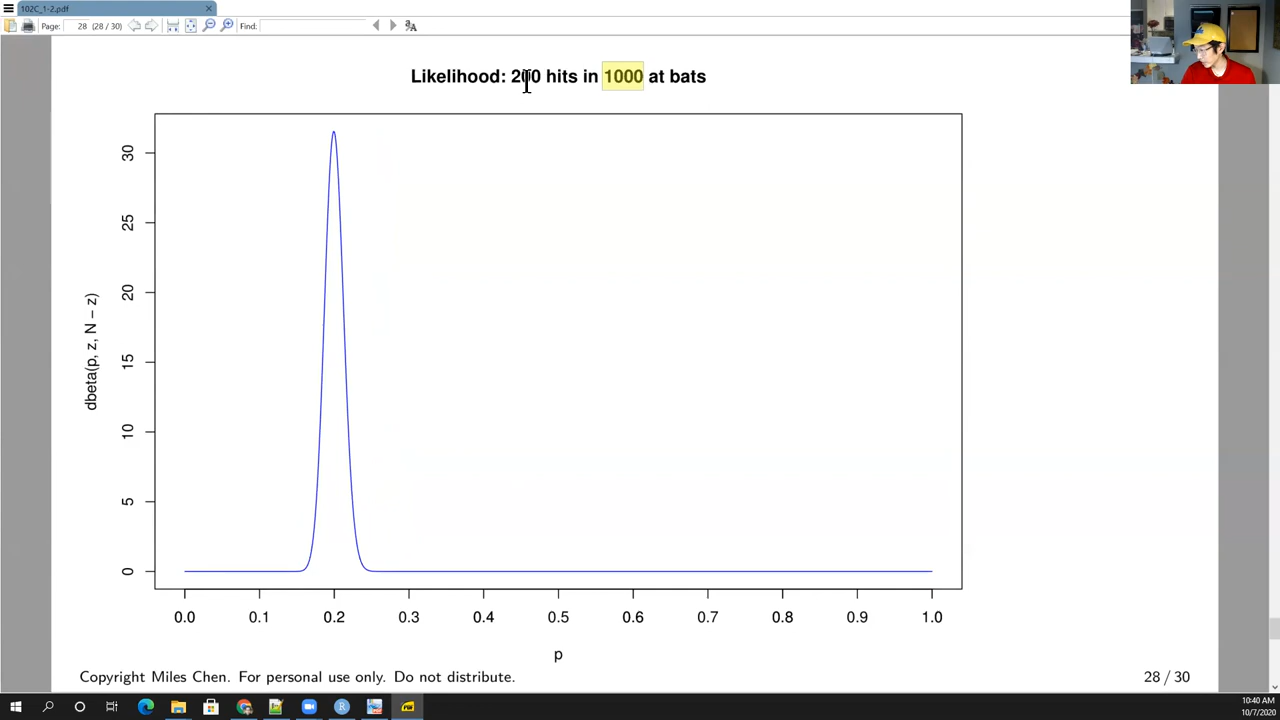 102C_1-2.pdf
Page: 28 (28 / 30) Find:
Likelihood: 200 hits in 1000 at bats
30
25
20
15
10
5
0
dbeta(p, z, N − z)
0.0 0.1 0.2 0.3 0.4 0.5 0.6 0.7 0.8 0.9 1.0
p
Copyright Miles Chen. For personal use only. Do not distribute. 28 / 30
10:40 AM
10/7/2020